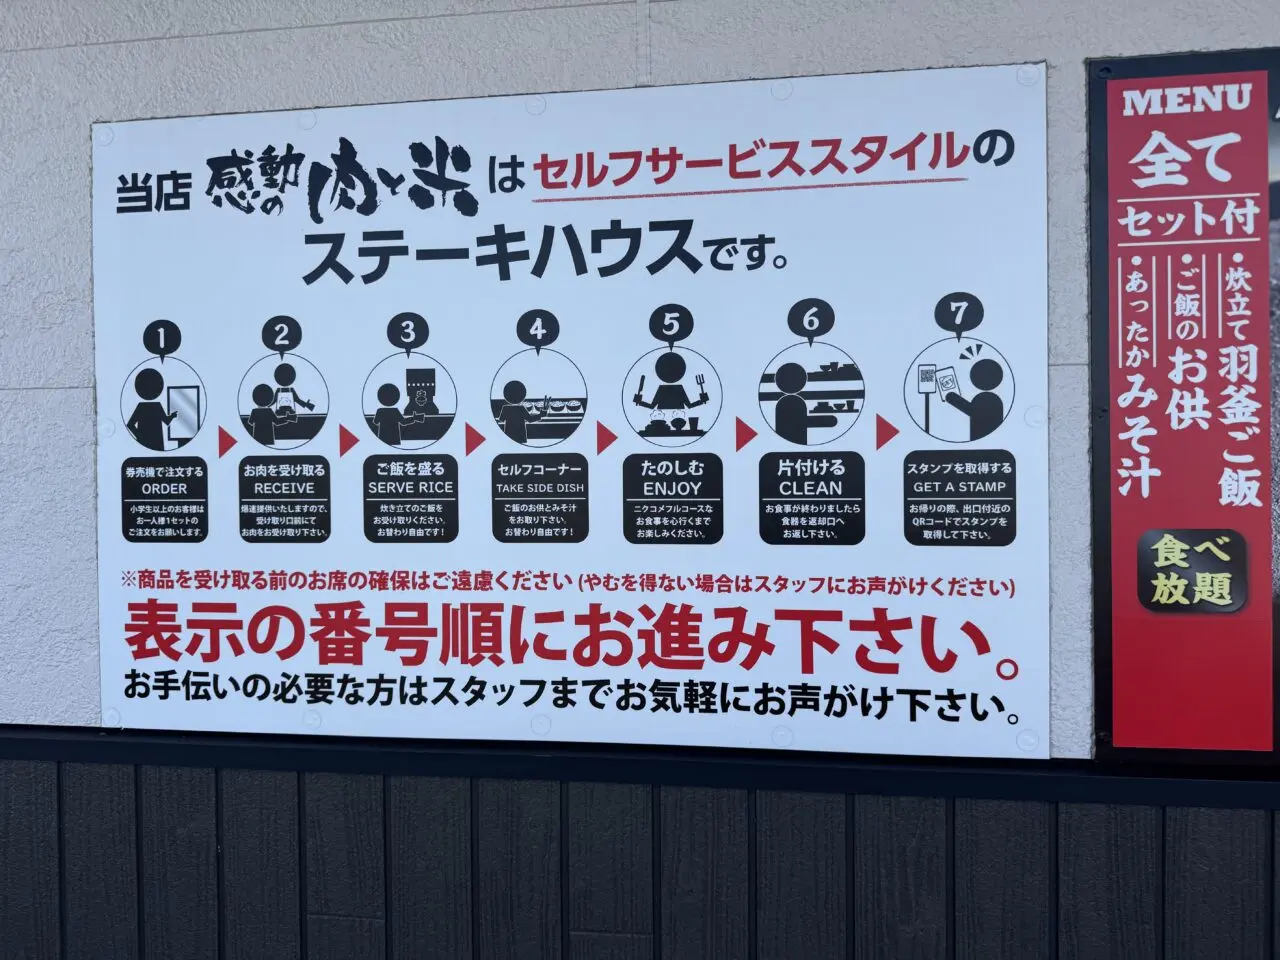 当店 感動の肉と米 は セルフサービススタイルの
ステーキハウスです。
1
券売機で注文する
ORDER
小学生以上のお客様は
お一人様1セットの
ご注文をお願します。
2
お肉を受け取る
RECEIVE
爆速提供いたしますので、
受け取り口前にて
お肉をお受け取り下さい。
3
ご飯を盛る
SERVE RICE
炊き立てのご飯を
お受け取りください。
お替わり自由です!
4
セルフコーナー
TAKE SIDE DISH
ご飯のお供とみそ汁
をお取り下さい。
お替わり自由です!
5
たのしむ
ENJOY
ニクコメフルコースな
お食事を心行くまで
お楽しみください。
6
片付ける
CLEAN
お食事が終わりましたら
食器を返却口へ
お返し下さい。
7
スタンプを取得する
GET A STAMP
お帰りの際、出口付近の
QRコードでスタンプを
取得して下さい。
※商品を受け取る前のお席の確保はご遠慮ください (やむを得ない場合はスタッフにお声がけください)
表示の番号順にお進み下さい。
お手伝いの必要な方はスタッフまでお気軽にお声がけ下さい。
MENU
全て
セット付
・炊立て羽釜ご飯
・ご飯のお供
・あったかみそ汁
食べ
放題